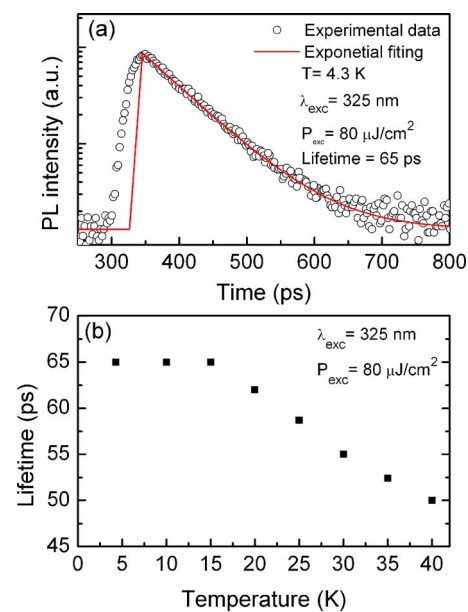 (a)
Experimental data
Exponetial fitting
T= 4.3 K
λexc= 325 nm
Pexc= 80 μJ/cm²
Lifetime = 65 ps
PL intensity (a.u.)
300 400 500 600 700 800
Time (ps)
(b)
λexc= 325 nm
Pexc= 80 μJ/cm²
70
65
60
55
50
45
Lifetime (ps)
0 5 10 15 20 25 30 35 40
Temperature (K)